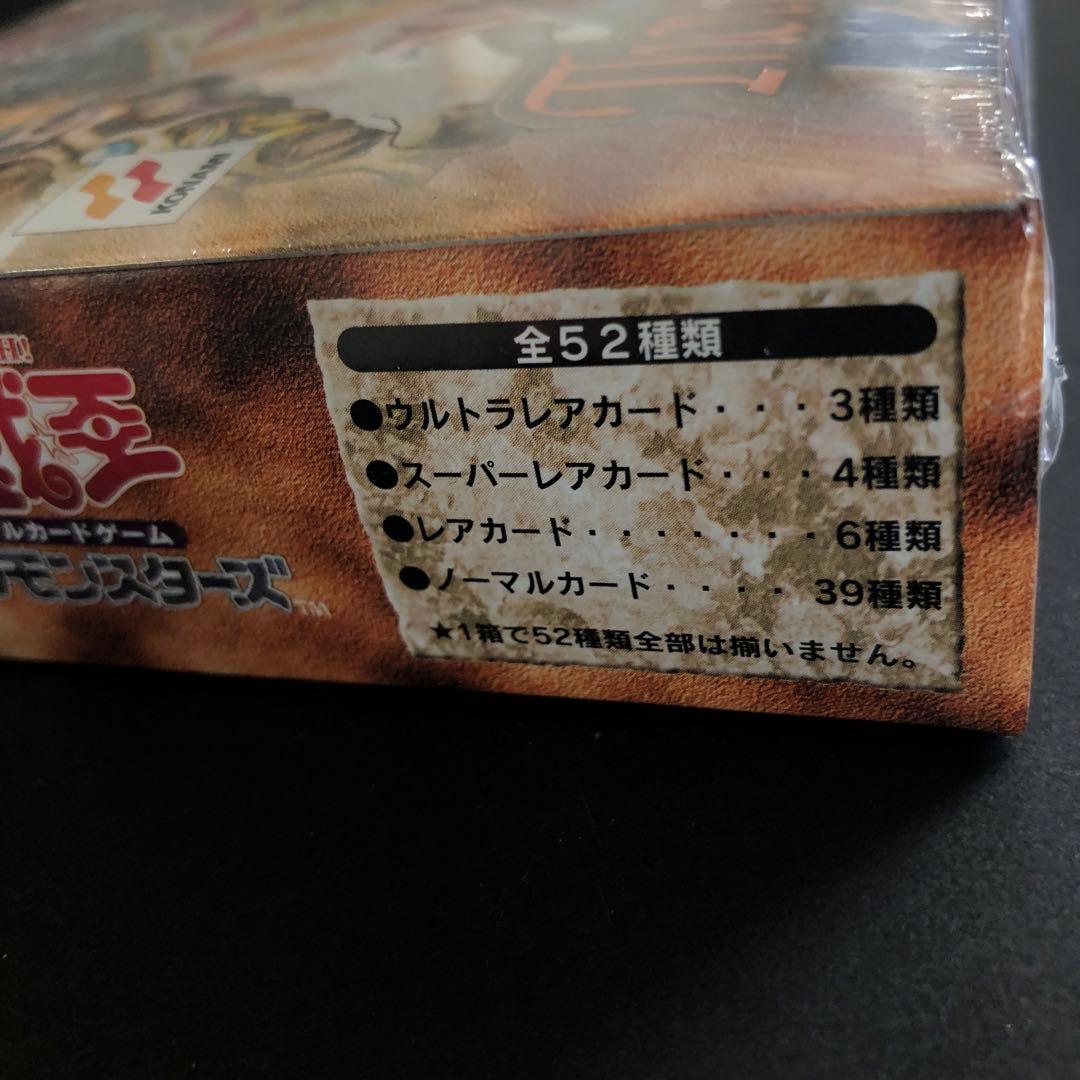 KONAMI
全52種類
●ウルトラレアカード・・・3種類
●スーパーレアカード・・・4種類
●レアカード・・・・・・・6種類
●ノーマルカード・・・・39種類
★1箱で52種類全部は揃いません。
ルカードゲーム
モンスターズ™